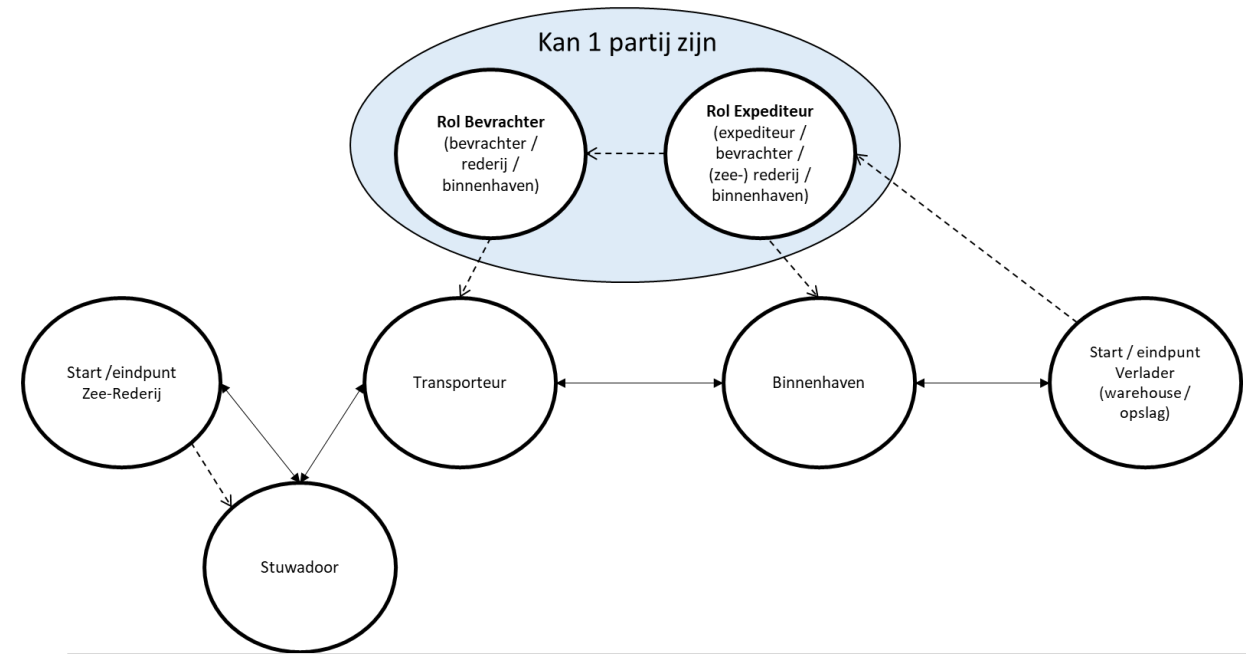 Kan 1 partij zijn
Rol Bevrachter
(bevrachter /
rederij /
binnenhaven)
Rol Expediteur
(expediteur /
bevrachter /
(zee-) rederij /
binnenhaven)
Start /eindpunt
Zee-Rederij
Transporteur
Binnenhaven
Start / eindpunt
Verlader
(warehouse /
opslag)
Stuwadoor